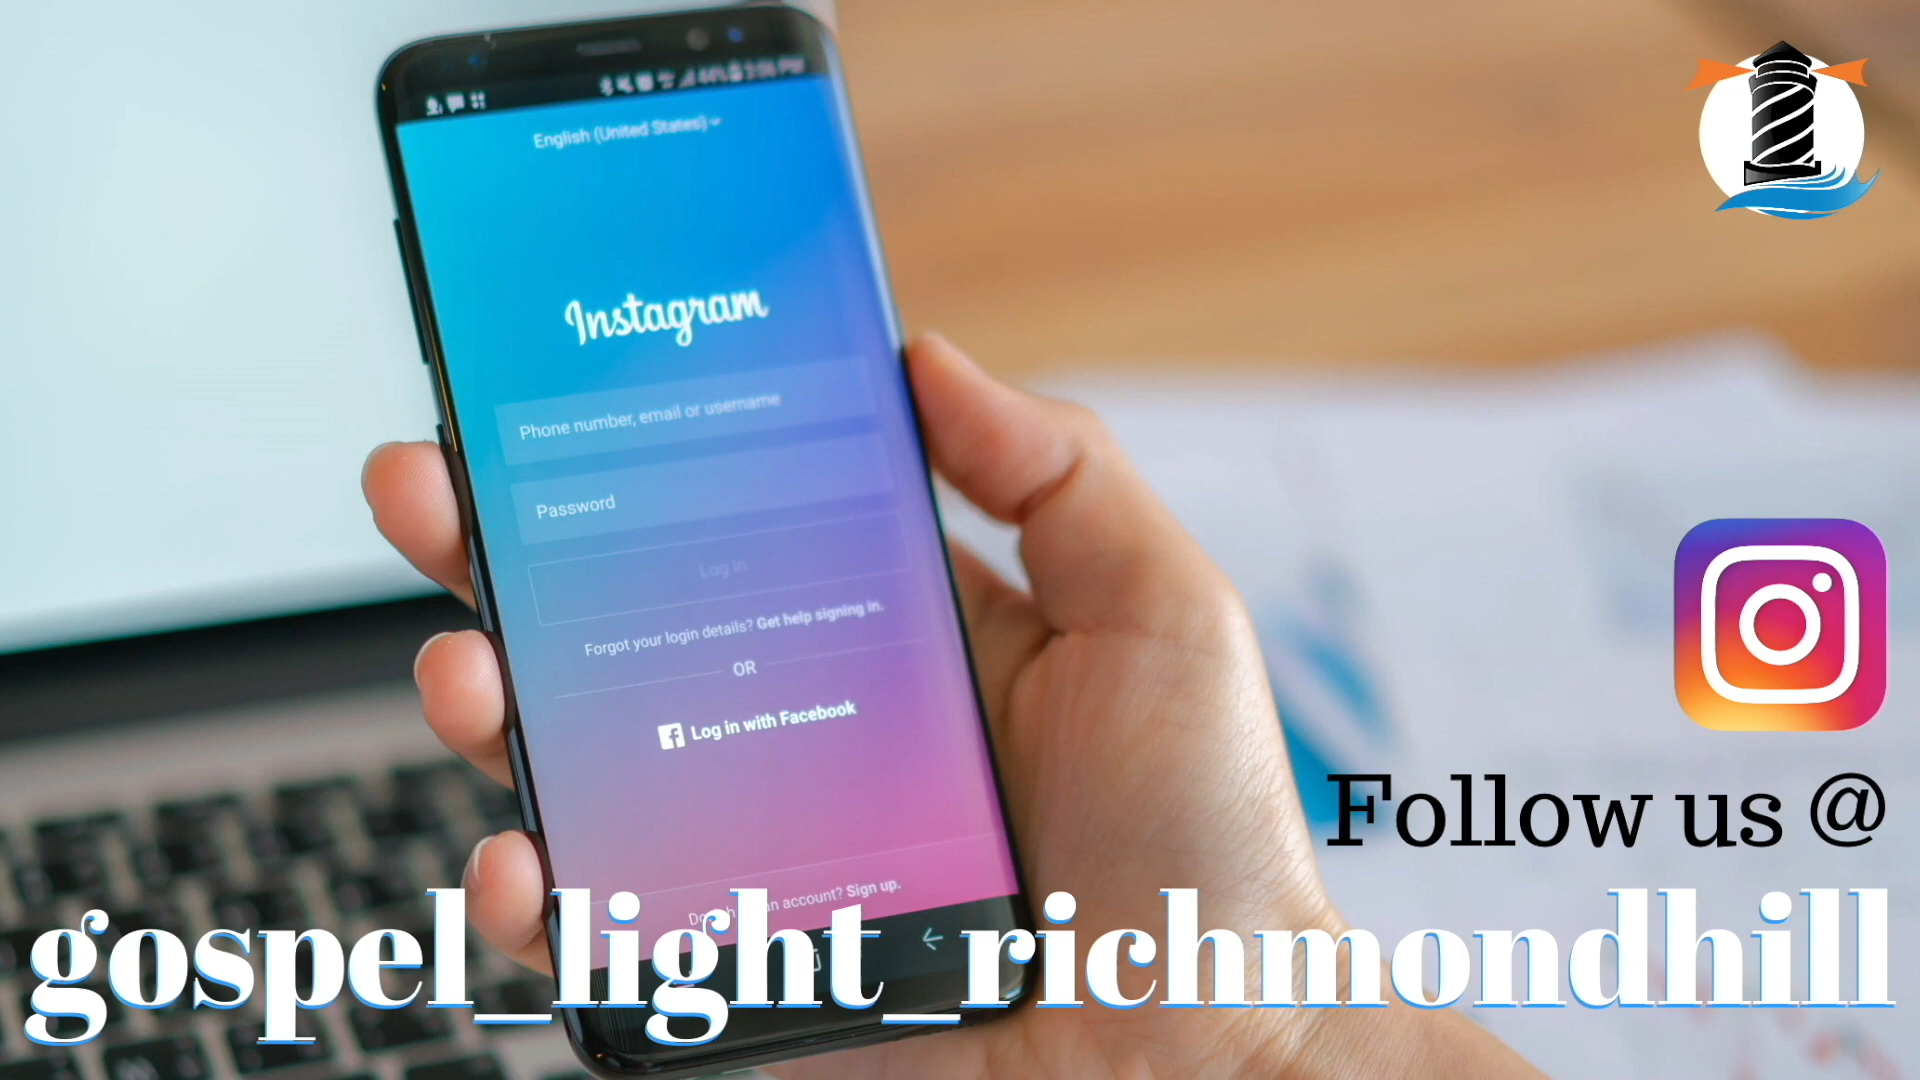 English (United States)
Instagram
Phone number, email or username
Password
Log In
Forgot your login details? Get help signing in.
OR
Log in with Facebook
an account? Sign up.
Follow us @
gospel_light_richmondhill